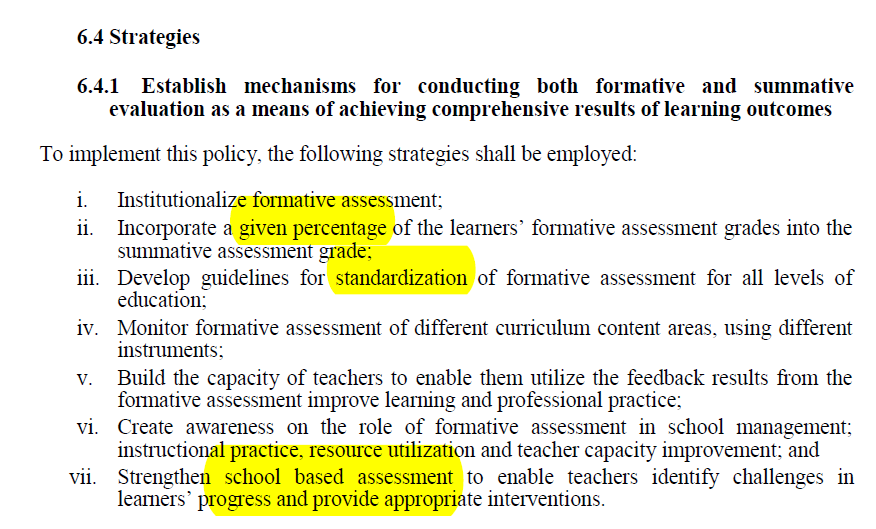 6.4 Strategies
6.4.1 Establish mechanisms for conducting both formative and summative
evaluation as a means of achieving comprehensive results of learning outcomes
To implement this policy, the following strategies shall be employed:
i. Institutionalize formative assessment;
ii. Incorporate a given percentage of the learners’ formative assessment grades into the
summative assessment grade;
iii. Develop guidelines for standardization of formative assessment for all levels of
education;
iv. Monitor formative assessment of different curriculum content areas, using different
instruments;
v. Build the capacity of teachers to enable them utilize the feedback results from the
formative assessment improve learning and professional practice;
vi. Create awareness on the role of formative assessment in school management;
instructional practice, resource utilization and teacher capacity improvement; and
vii. Strengthen school based assessment to enable teachers identify challenges in
learners’ progress and provide appropriate interventions.